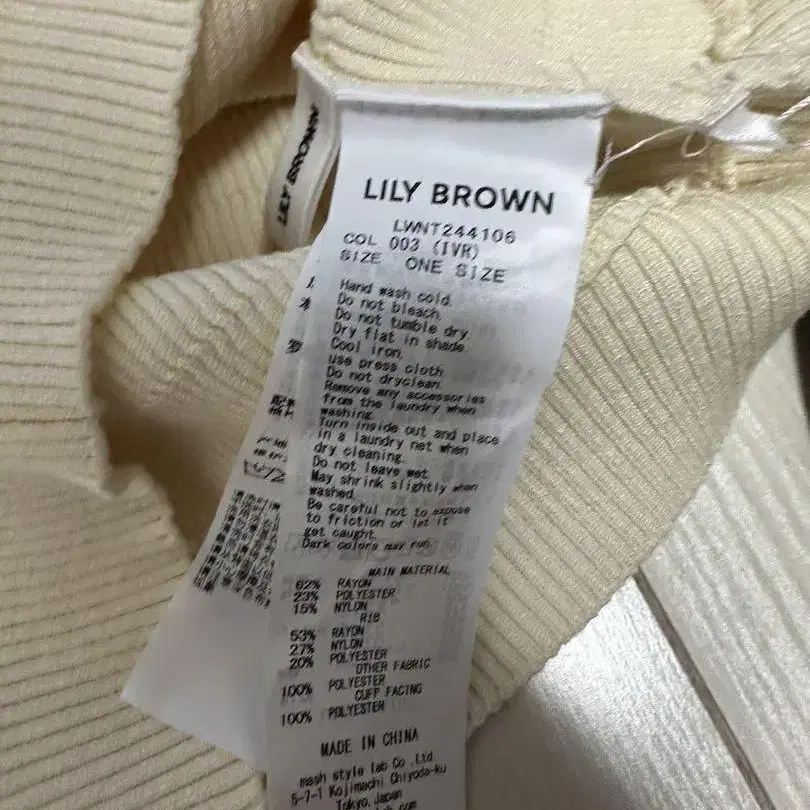 LILY BROWN
LILY BROWN
LWNT244106
COL 003 (IVR)
SIZE ONE SIZE
Hand wash cold.
Do not bleach.
Do not tumble dry.
Dry flat in shade.
Cool iron.
use press cloth.
Do not dryclean.
Remove any accessories
from the laundry when
washing.
Turn inside out and place
in a laundry net when
dry cleaning.
Do not leave wet
May shrink slightly when
washed.
Be careful not to expose
to friction or let it
get caught.
Dark colors may run.
MAIN MATERIAL
62% RAYON
23% POLYESTER
15% NYLON
RIB
53% RAYON
27% NYLON
20% POLYESTER
OTHER FABRIC
100% POLYESTER
CUFF FACING
100% POLYESTER
MADE IN CHINA
mash style lab Co.,Ltd.
5-7-1 Kojimachi Chiyoda-ku
Tokyo.Japan